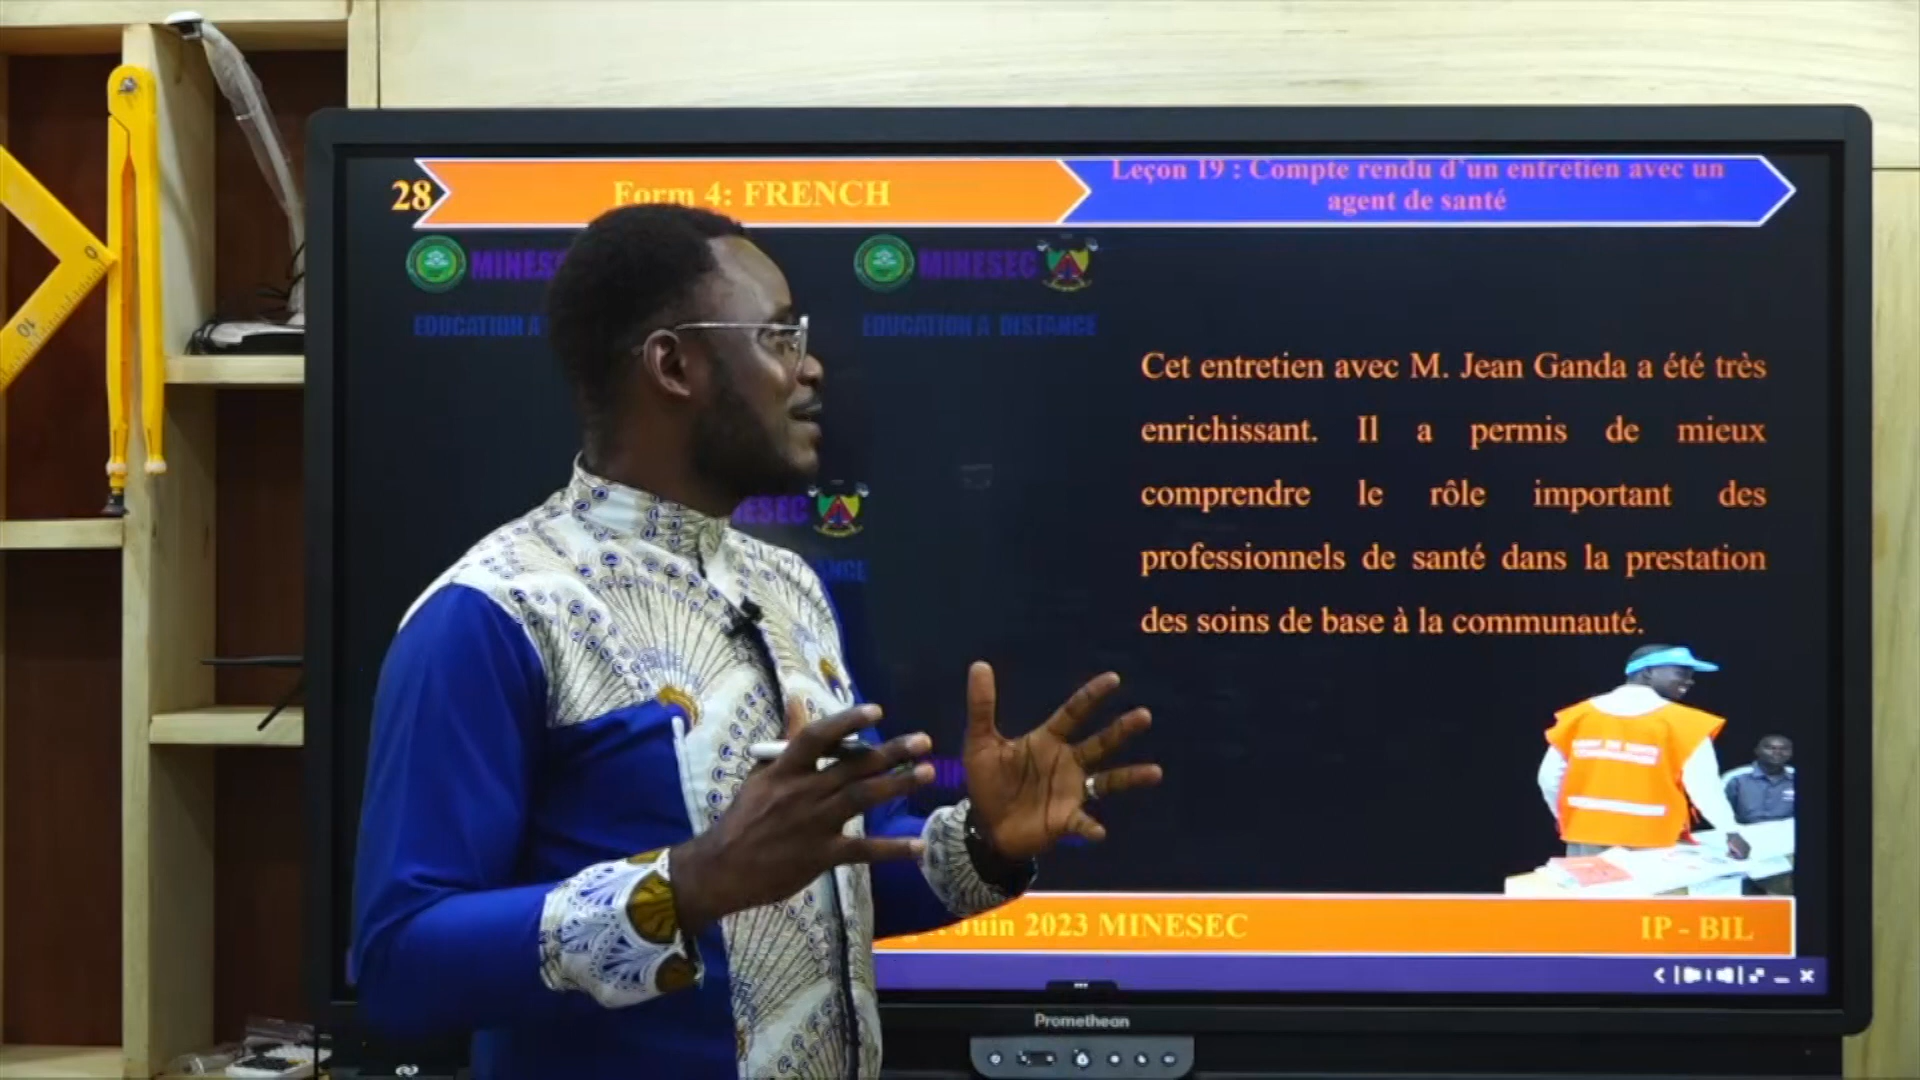 28
Form 4: FRENCH
Leçon 19 : Compte rendu d'un entretien avec un
agent de santé
MINESEC
EDUCATION A
EDUCATION A DISTANCE
Cet entretien avec M. Jean Ganda a été très
enrichissant. Il a permis de mieux
comprendre le rôle important des
professionnels de santé dans la prestation
des soins de base à la communauté.
Juin 2023 MINESEC
IP - BIL
Promethean